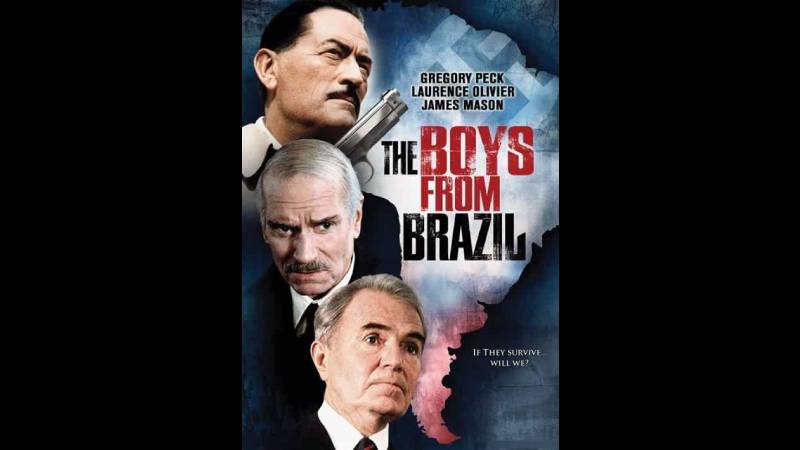 GREGORY PECK
LAURENCE OLIVIER
JAMES MASON
THE BOYS
FROM
BRAZIL
IF THEY SURVIVE...
WILL WE?